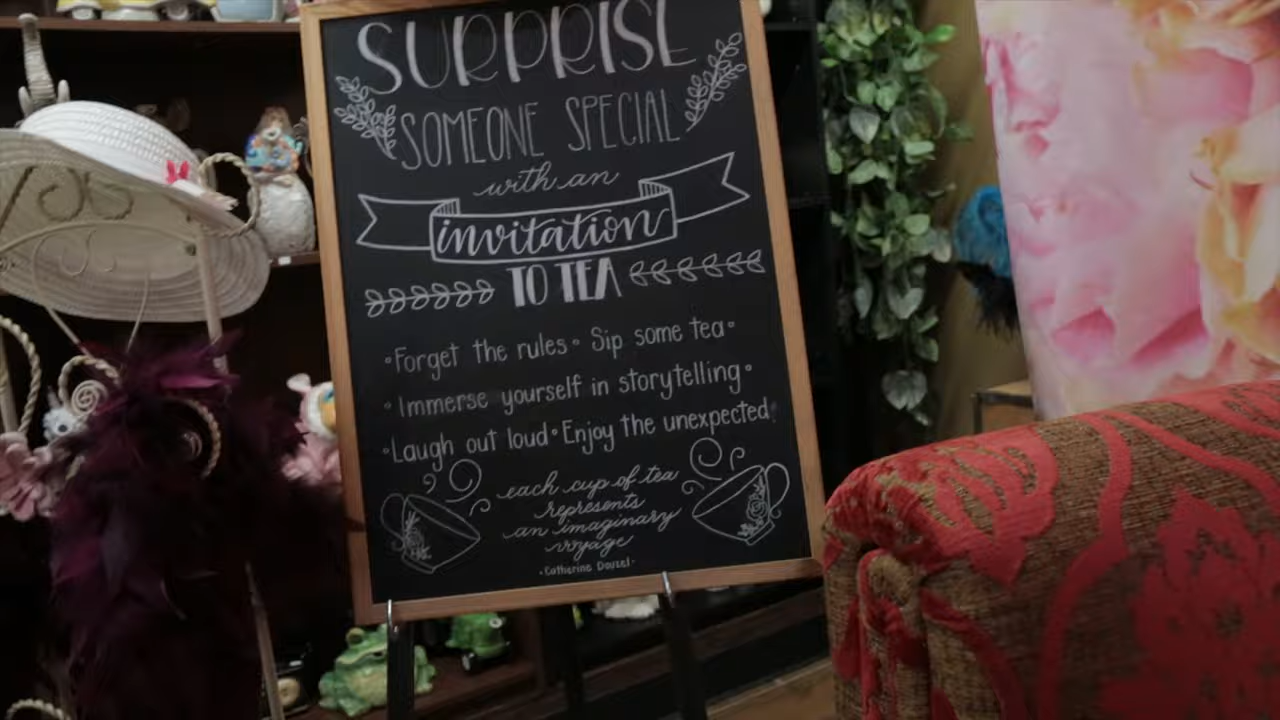 SURPRISE
SOMEONE SPECIAL
with an
invitation
TO TEA
•Forget the rules• Sip some tea•
•Immerse yourself in storytelling•
•Laugh out loud•Enjoy the unexpected!
each cup of tea
represents
an imaginary
voyage
•Catherine Douzel•